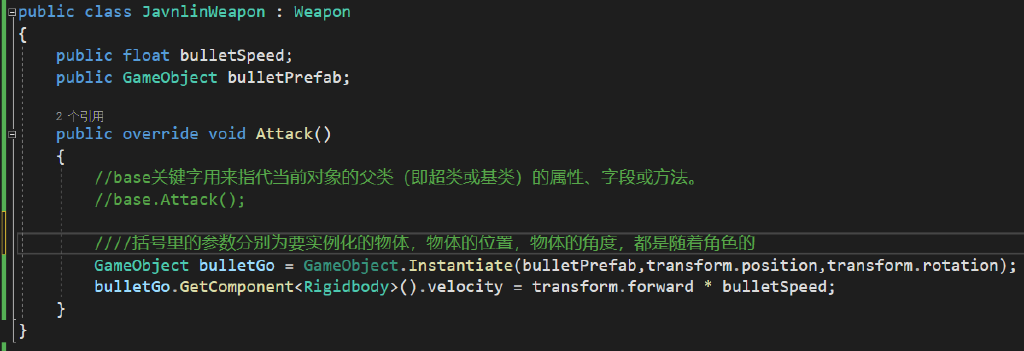 public class JavnlinWeapon : Weapon
{
public float bulletSpeed;
public GameObject bulletPrefab;
2 个引用
public override void Attack()
{
//base关键字用来指代当前对象的父类（即超类或基类）的属性、字段或方法。
//base.Attack();
////括号里的参数分别为要实例化的物体，物体的位置，物体的角度，都是随着角色的
GameObject bulletGo = GameObject.Instantiate(bulletPrefab,transform.position,transform.rotation);
bulletGo.GetComponent<Rigidbody>().velocity = transform.forward * bulletSpeed;
}
}